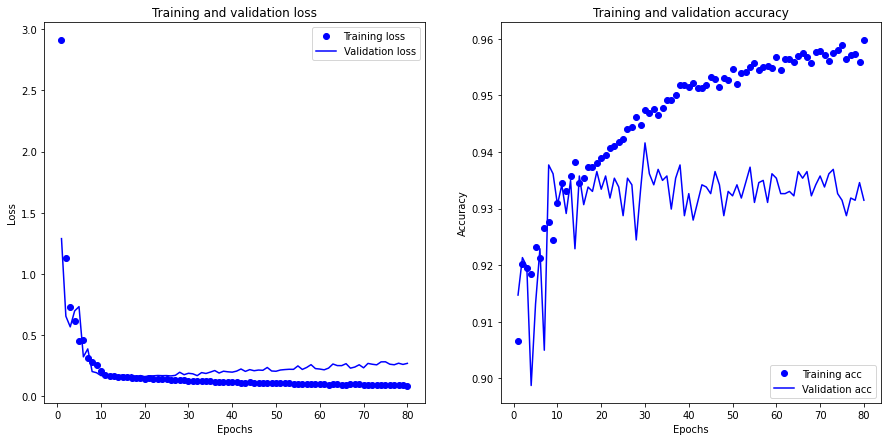 Training and validation loss
3.0
2.5
2.0
1.5
1.0
0.5
0.0
Loss
Training loss
Validation loss
0 10 20 30 40 50 60 70 80
Epochs
Training and validation accuracy
0.96
0.95
0.94
0.93
0.92
0.91
0.90
Accuracy
Training acc
Validation acc
0 10 20 30 40 50 60 70 80
Epochs